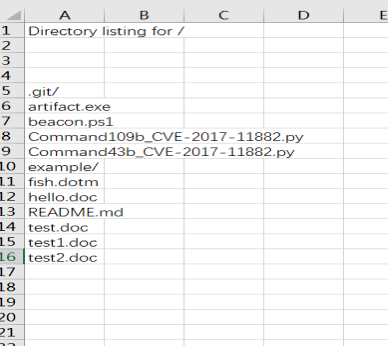 A B C D E
1 Directory listing for /
2
3
4
5 .git/
6 artifact.exe
7 beacon.ps1
8 Command109b_CVE-2017-11882.py
9 Command43b_CVE-2017-11882.py
10 example/
11 fish.dotm
12 hello.doc
13 README.md
14 test.doc
15 test1.doc
16 test2.doc
17
18
19
20
21